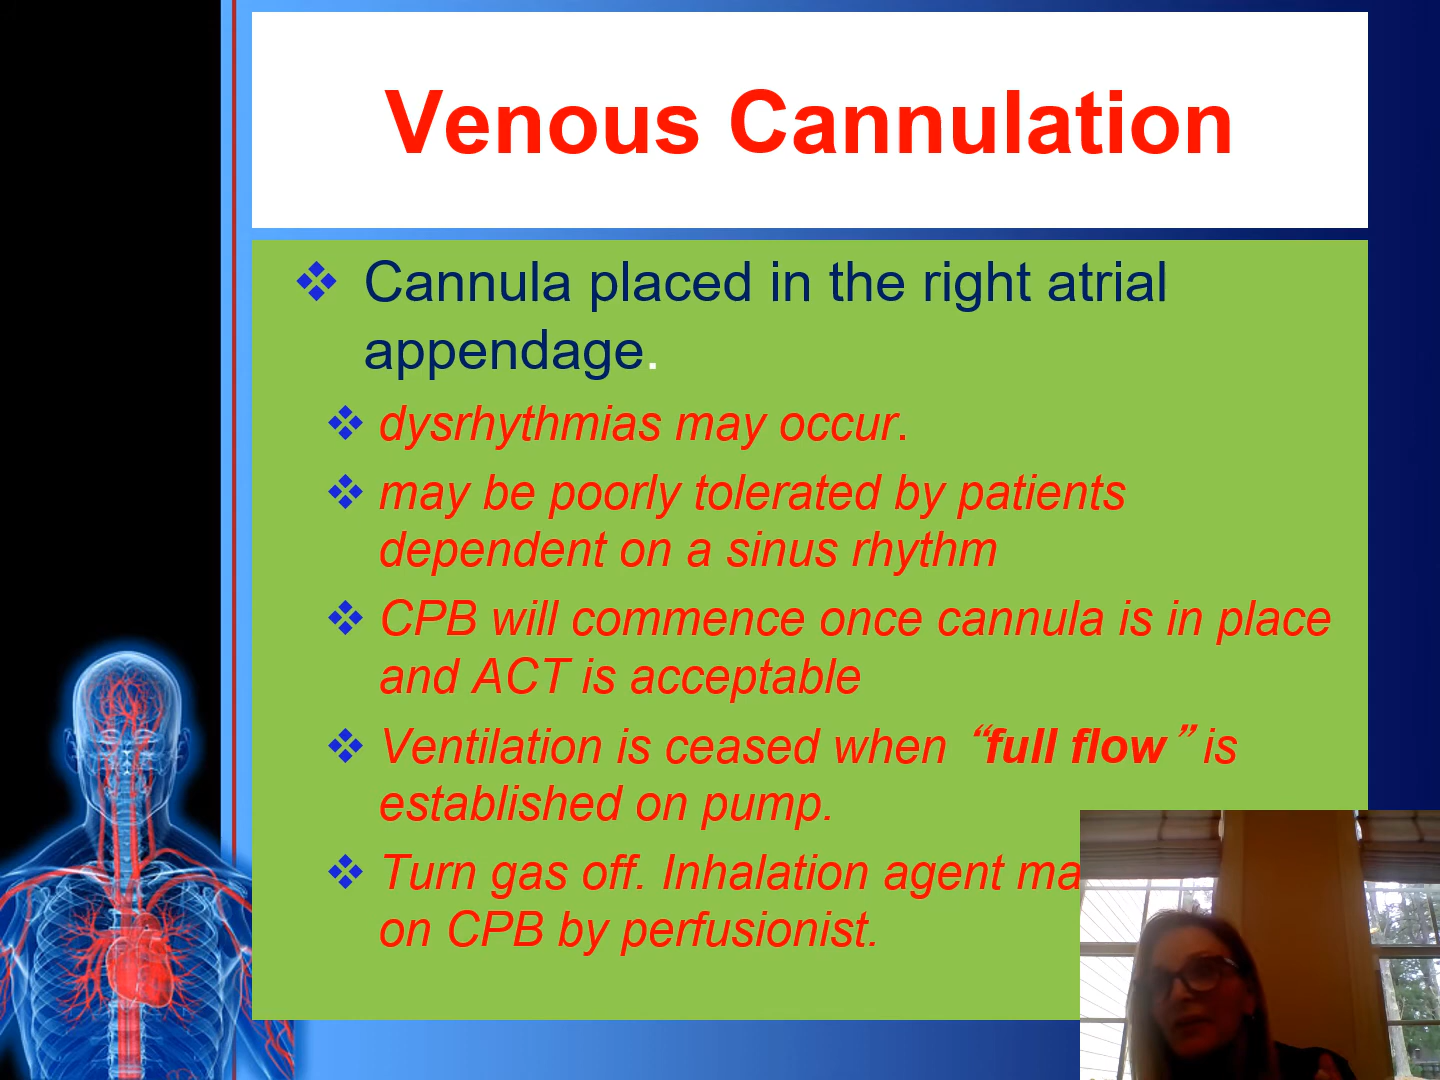 Venous Cannulation
❖ Cannula placed in the right atrial
appendage.
❖ dysrhythmias may occur.
❖ may be poorly tolerated by patients
dependent on a sinus rhythm
❖ CPB will commence once cannula is in place
and ACT is acceptable
❖ Ventilation is ceased when “full flow” is
established on pump.
❖ Turn gas off. Inhalation agent
on CPB by perfusionist.